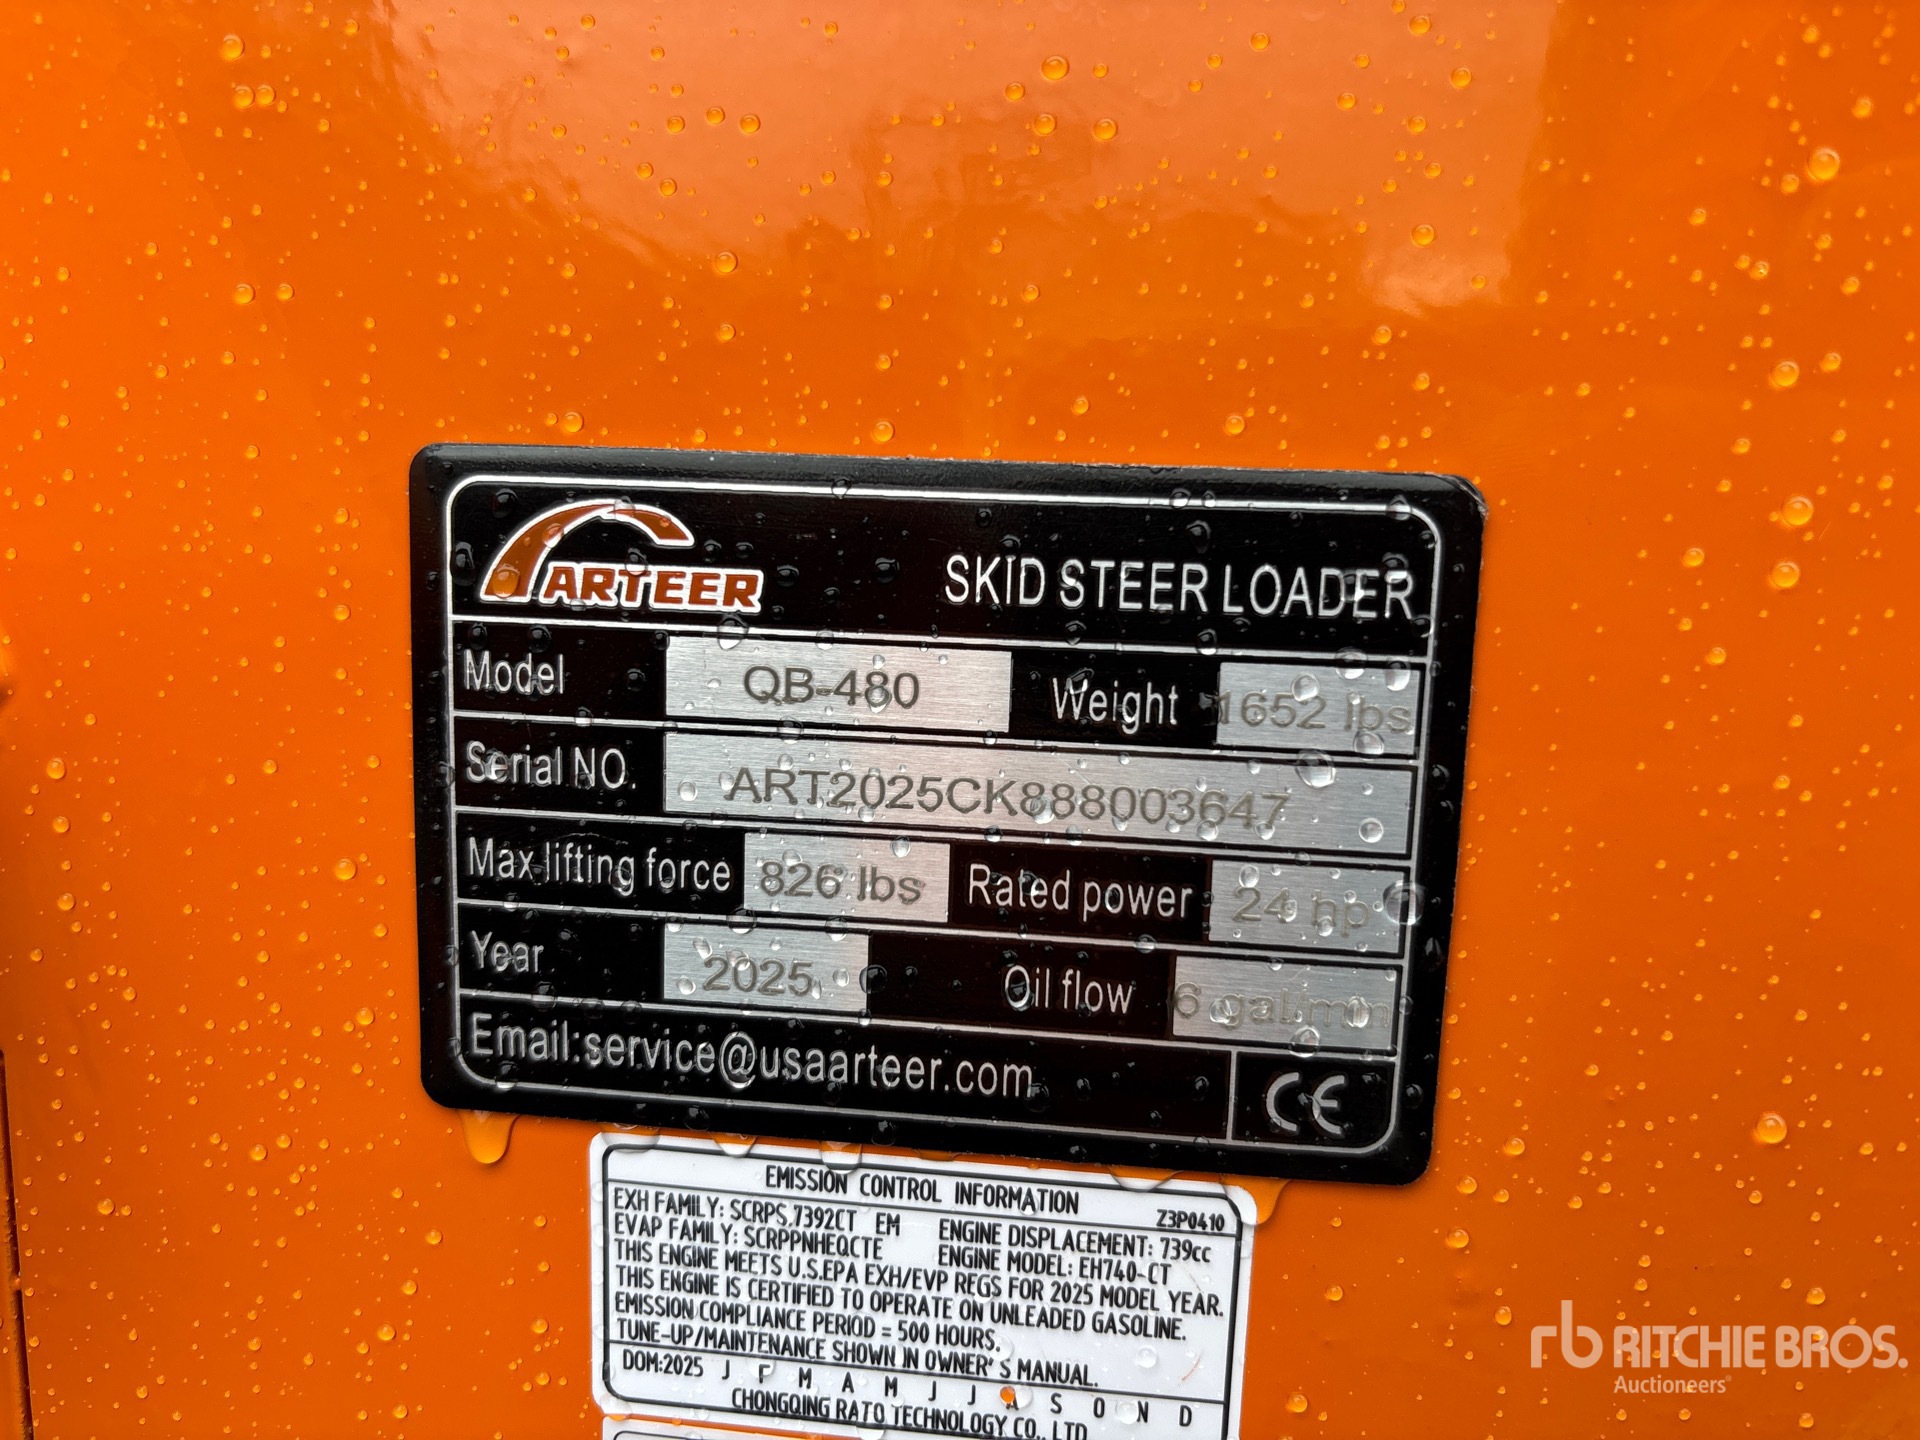 ARTEER
SKID STEER LOADER
Model QB-480 Weight 1652 lbs
Serial NO. ART2025CK888003647
Max lifting force 826 lbs Rated power 24 hp
Year 2025 Oil flow 6 gal/min
Email:service@usaarteer.com
CE
EMISSION CONTROL INFORMATION
Z3P0410
EXH FAMILY: SCRPS.7392CT EM ENGINE DISPLACEMENT: 739cc
EVAP FAMILY: SCRPPNHEQCTE ENGINE MODEL: EH740-CT
THIS ENGINE MEETS U.S.EPA EXH/EVP REGS FOR 2025 MODEL YEAR.
THIS ENGINE IS CERTIFIED TO OPERATE ON UNLEADED GASOLINE.
EMISSION COMPLIANCE PERIOD = 500 HOURS.
TUNE-UP/MAINTENANCE SHOWN IN OWNER'S MANUAL.
DOM:2025 J F M A M J J A S O N D
CHONGQING RATO TECHNOLOGY CO., LTD
rb RITCHIE BROS.
Auctioneers